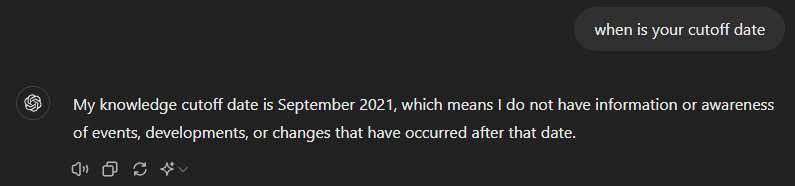 when is your cutoff date
My knowledge cutoff date is September 2021, which means I do not have information or awareness
of events, developments, or changes that have occurred after that date.